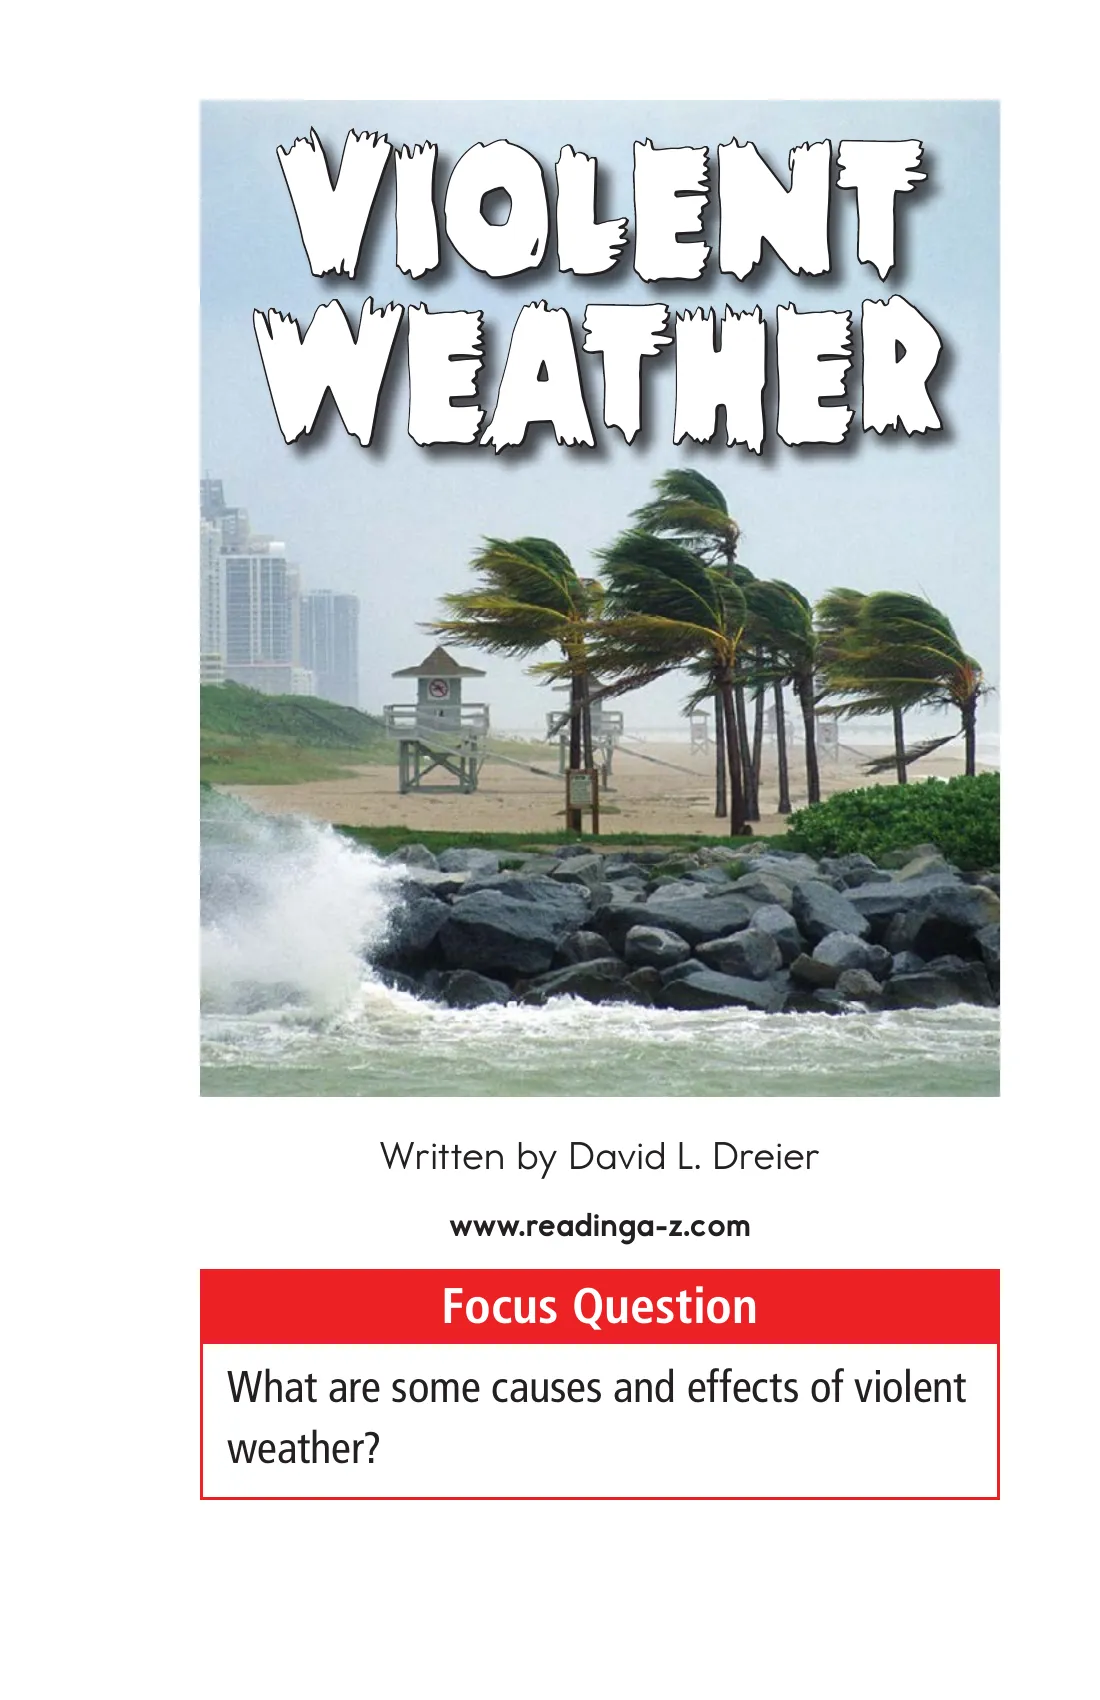 VIOLENT
WEATHER
Written by David L. Dreier
www.readinga-z.com
Focus Question
What are some causes and effects of violent
weather?